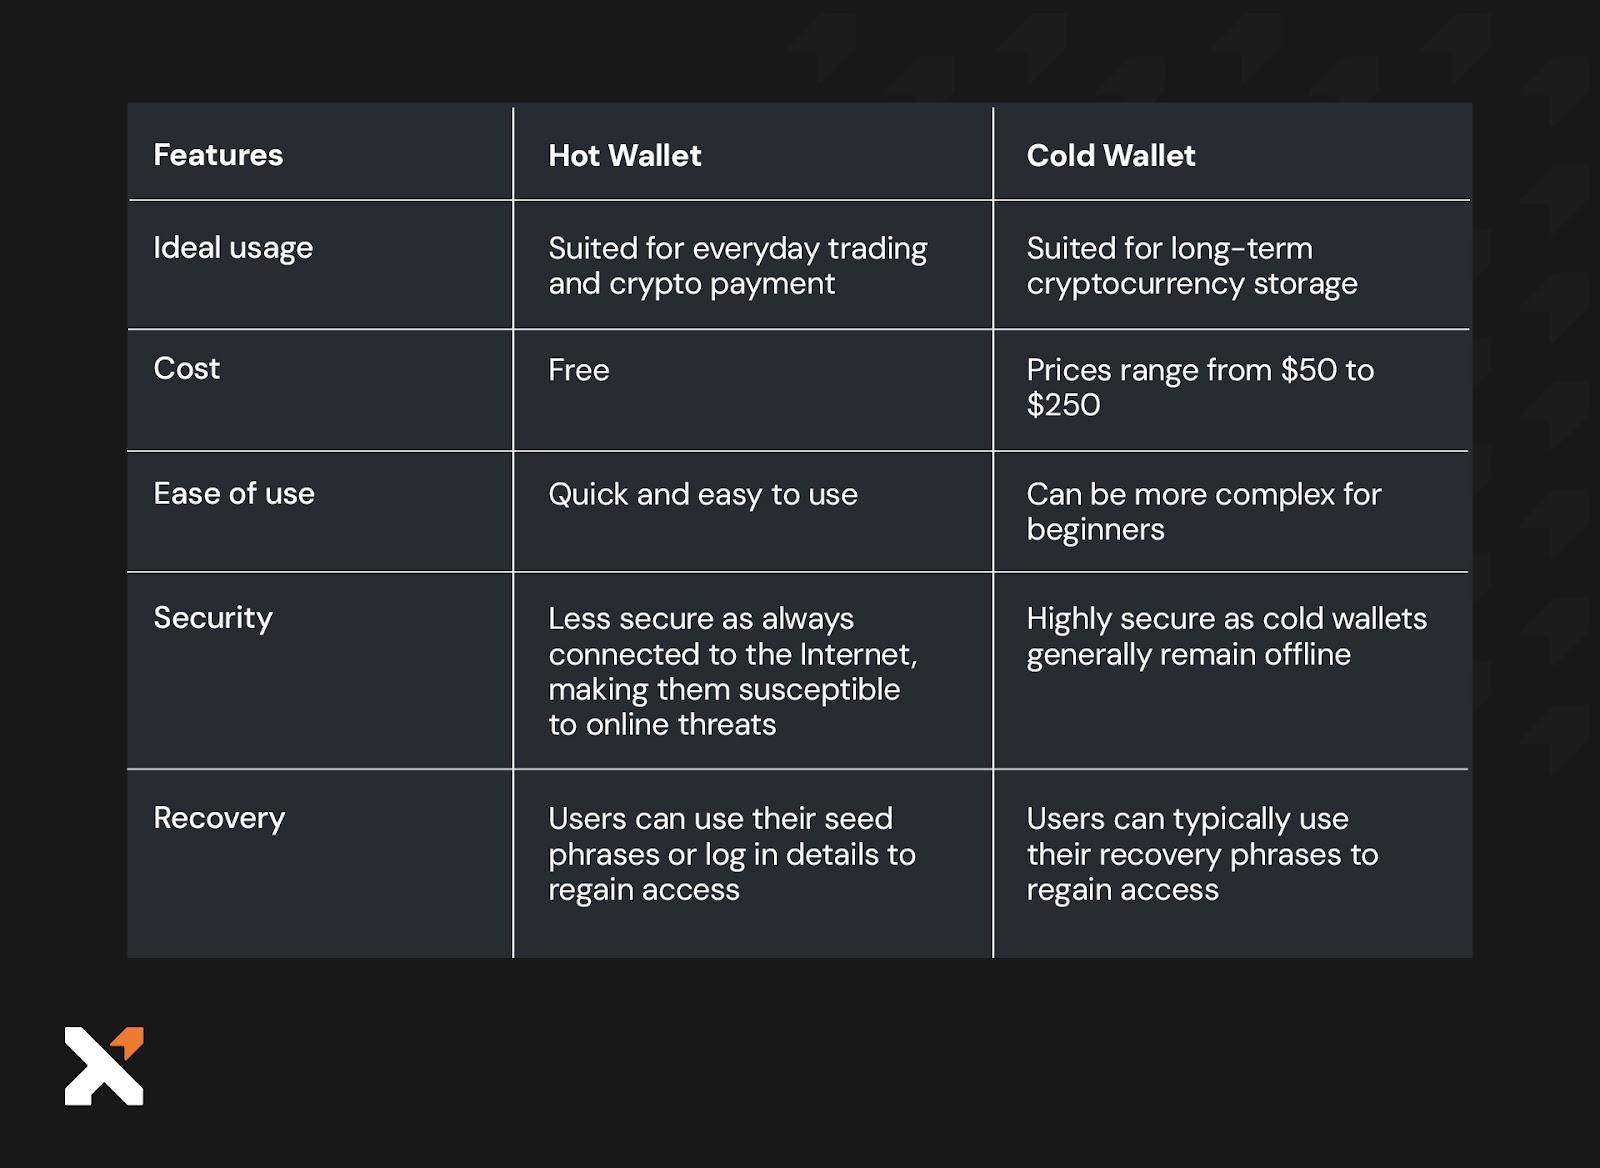 Features
Hot Wallet
Cold Wallet
Ideal usage
Suited for everyday trading
and crypto payment
Suited for long-term
cryptocurrency storage
Cost
Free
Prices range from $50 to
$250
Ease of use
Quick and easy to use
Can be more complex for
beginners
Security
Less secure as always
connected to the Internet,
making them susceptible
to online threats
Highly secure as cold wallets
generally remain offline
Recovery
Users can use their seed
phrases or log in details to
regain access
Users can typically use
their recovery phrases to
regain access